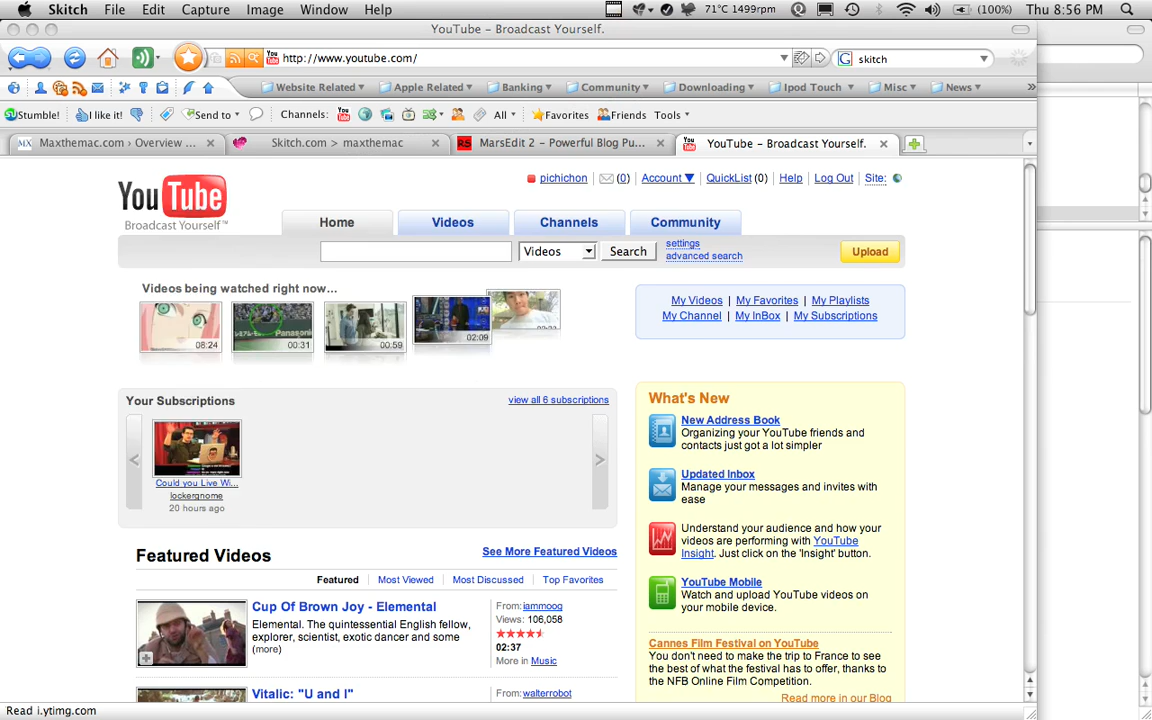 Skitch File Edit Capture Image Window Help 71°C 1499rpm (100%) Thu 8:56 PM
YouTube – Broadcast Yourself.
http://www.youtube.com/ skitch
Website Related Apple Related Banking Community Downloading Ipod Touch Misc News »
Stumble! I like it! Send to Channels: All Favorites Friends Tools
Maxthemac.com › Overview ... Skitch.com > maxthemac MarsEdit 2 – Powerful Blog Pu... YouTube – Broadcast Yourself.
pichichon (0) Account ▼ QuickList (0) Help Log Out Site:
You Tube
Broadcast Yourself™
Home Videos Channels Community
Videos Search settings Upload
advanced search
Videos being watched right now...
08:24 00:31 00:59 02:09
My Videos | My Favorites | My Playlists
My Channel | My InBox | My Subscriptions
Your Subscriptions view all 6 subscriptions
Could you Live Wi...
lockergnome
20 hours ago
What's New
New Address Book
Organizing your YouTube friends and
contacts just got a lot simpler
Updated Inbox
Manage your messages and invites with
ease
Understand your audience and how your
videos are performing with YouTube
Insight. Just click on the 'Insight' button.
YouTube Mobile
Watch and upload YouTube videos on
your mobile device.
Cannes Film Festival on YouTube
You don't need to make the trip to France to see
the best of what the festival has to offer, thanks to
the NFB Online Film Competition.
Read more in our Blog
Featured Videos See More Featured Videos
Featured | Most Viewed | Most Discussed | Top Favorites
Cup Of Brown Joy - Elemental
Elemental. The quintessential English fellow,
explorer, scientist, exotic dancer and some
(more)
From: iammoog
Views: 106,058
02:37
More in Music
Vitalic: "U and I"
From: walterrobot
Read i.ytimg.com